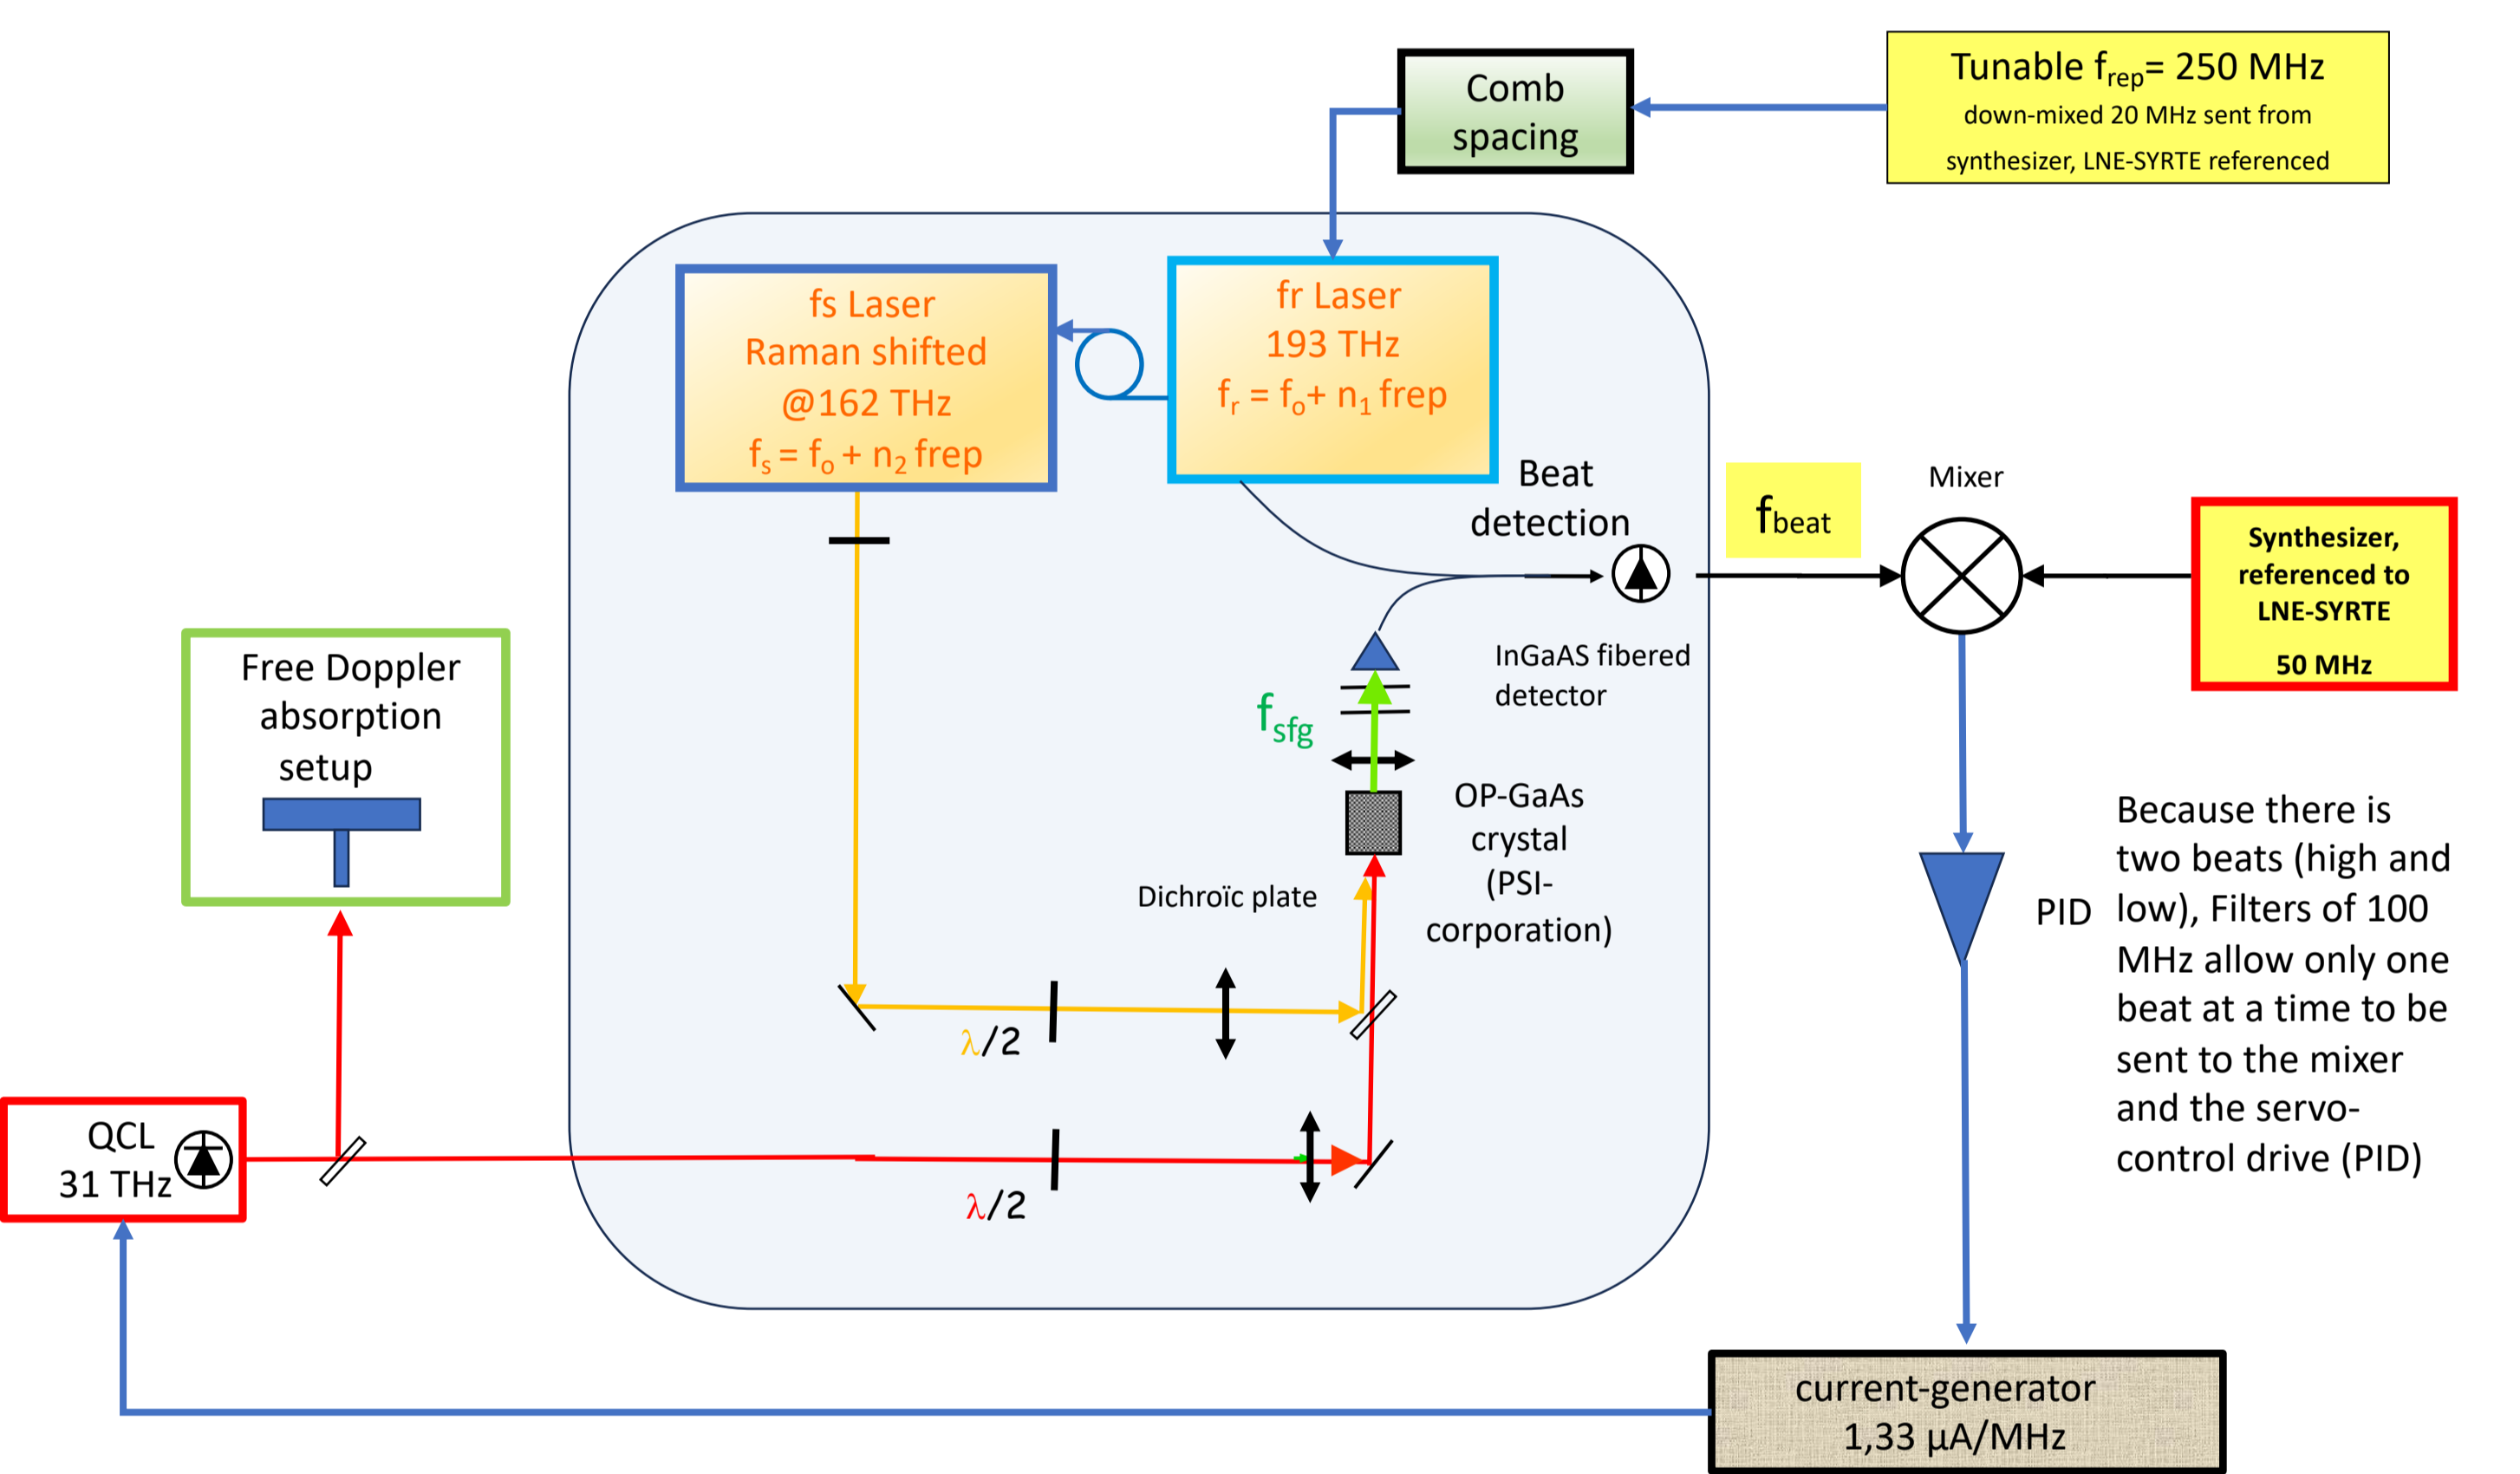 Comb
spacing
Tunable frep= 250 MHz
down-mixed 20 MHz sent from
synthesizer, LNE-SYRTE referenced
fs Laser
Raman shifted
@162 THz
fs = fo + n2 frep
fr Laser
193 THz
fr = fo+ n1 frep
Beat
detection
fbeat
Mixer
Synthesizer,
referenced to
LNE-SYRTE
50 MHz
InGaAS fibered
detector
Free Doppler
absorption
setup
fsfg
OP-GaAs
crystal
(PSI-
corporation)
Dichroïc plate
PID
Because there is
two beats (high and
low), Filters of 100
MHz allow only one
beat at a time to be
sent to the mixer
and the servo-
control drive (PID)
λ/2
λ/2
QCL
31 THz
current-generator
1,33 µA/MHz